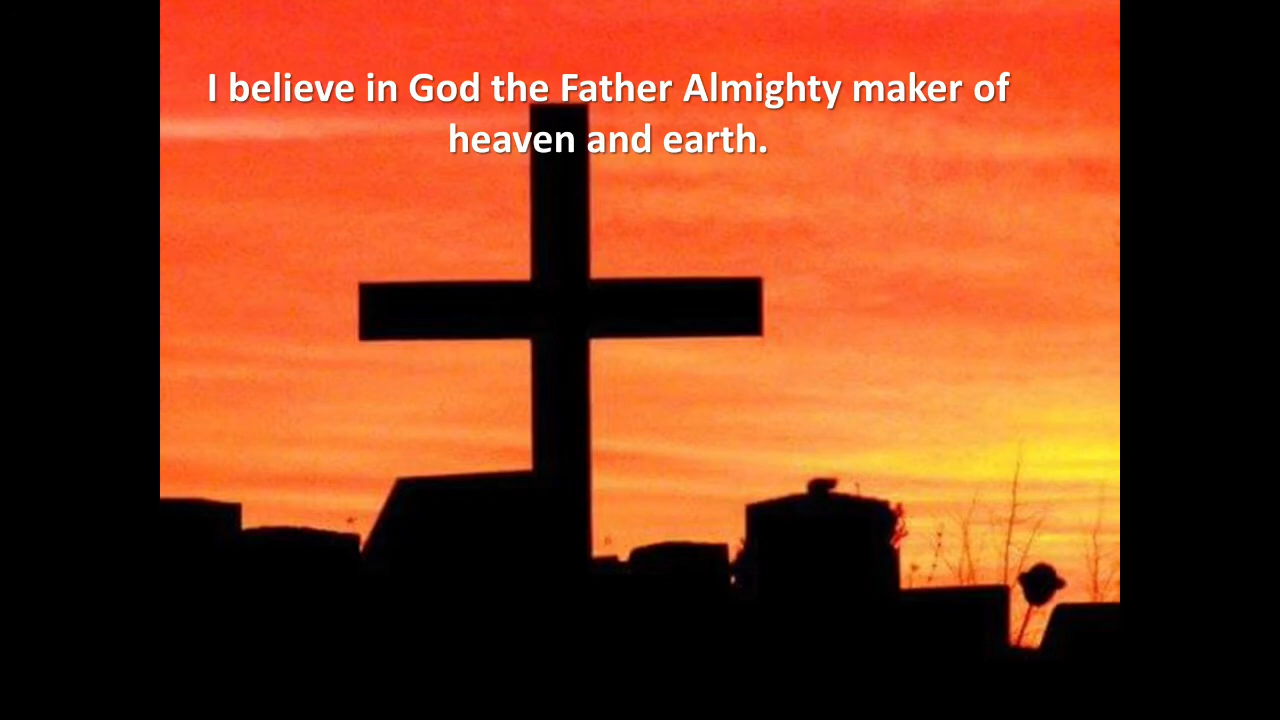 I believe in God the Father Almighty maker of
heaven and earth.